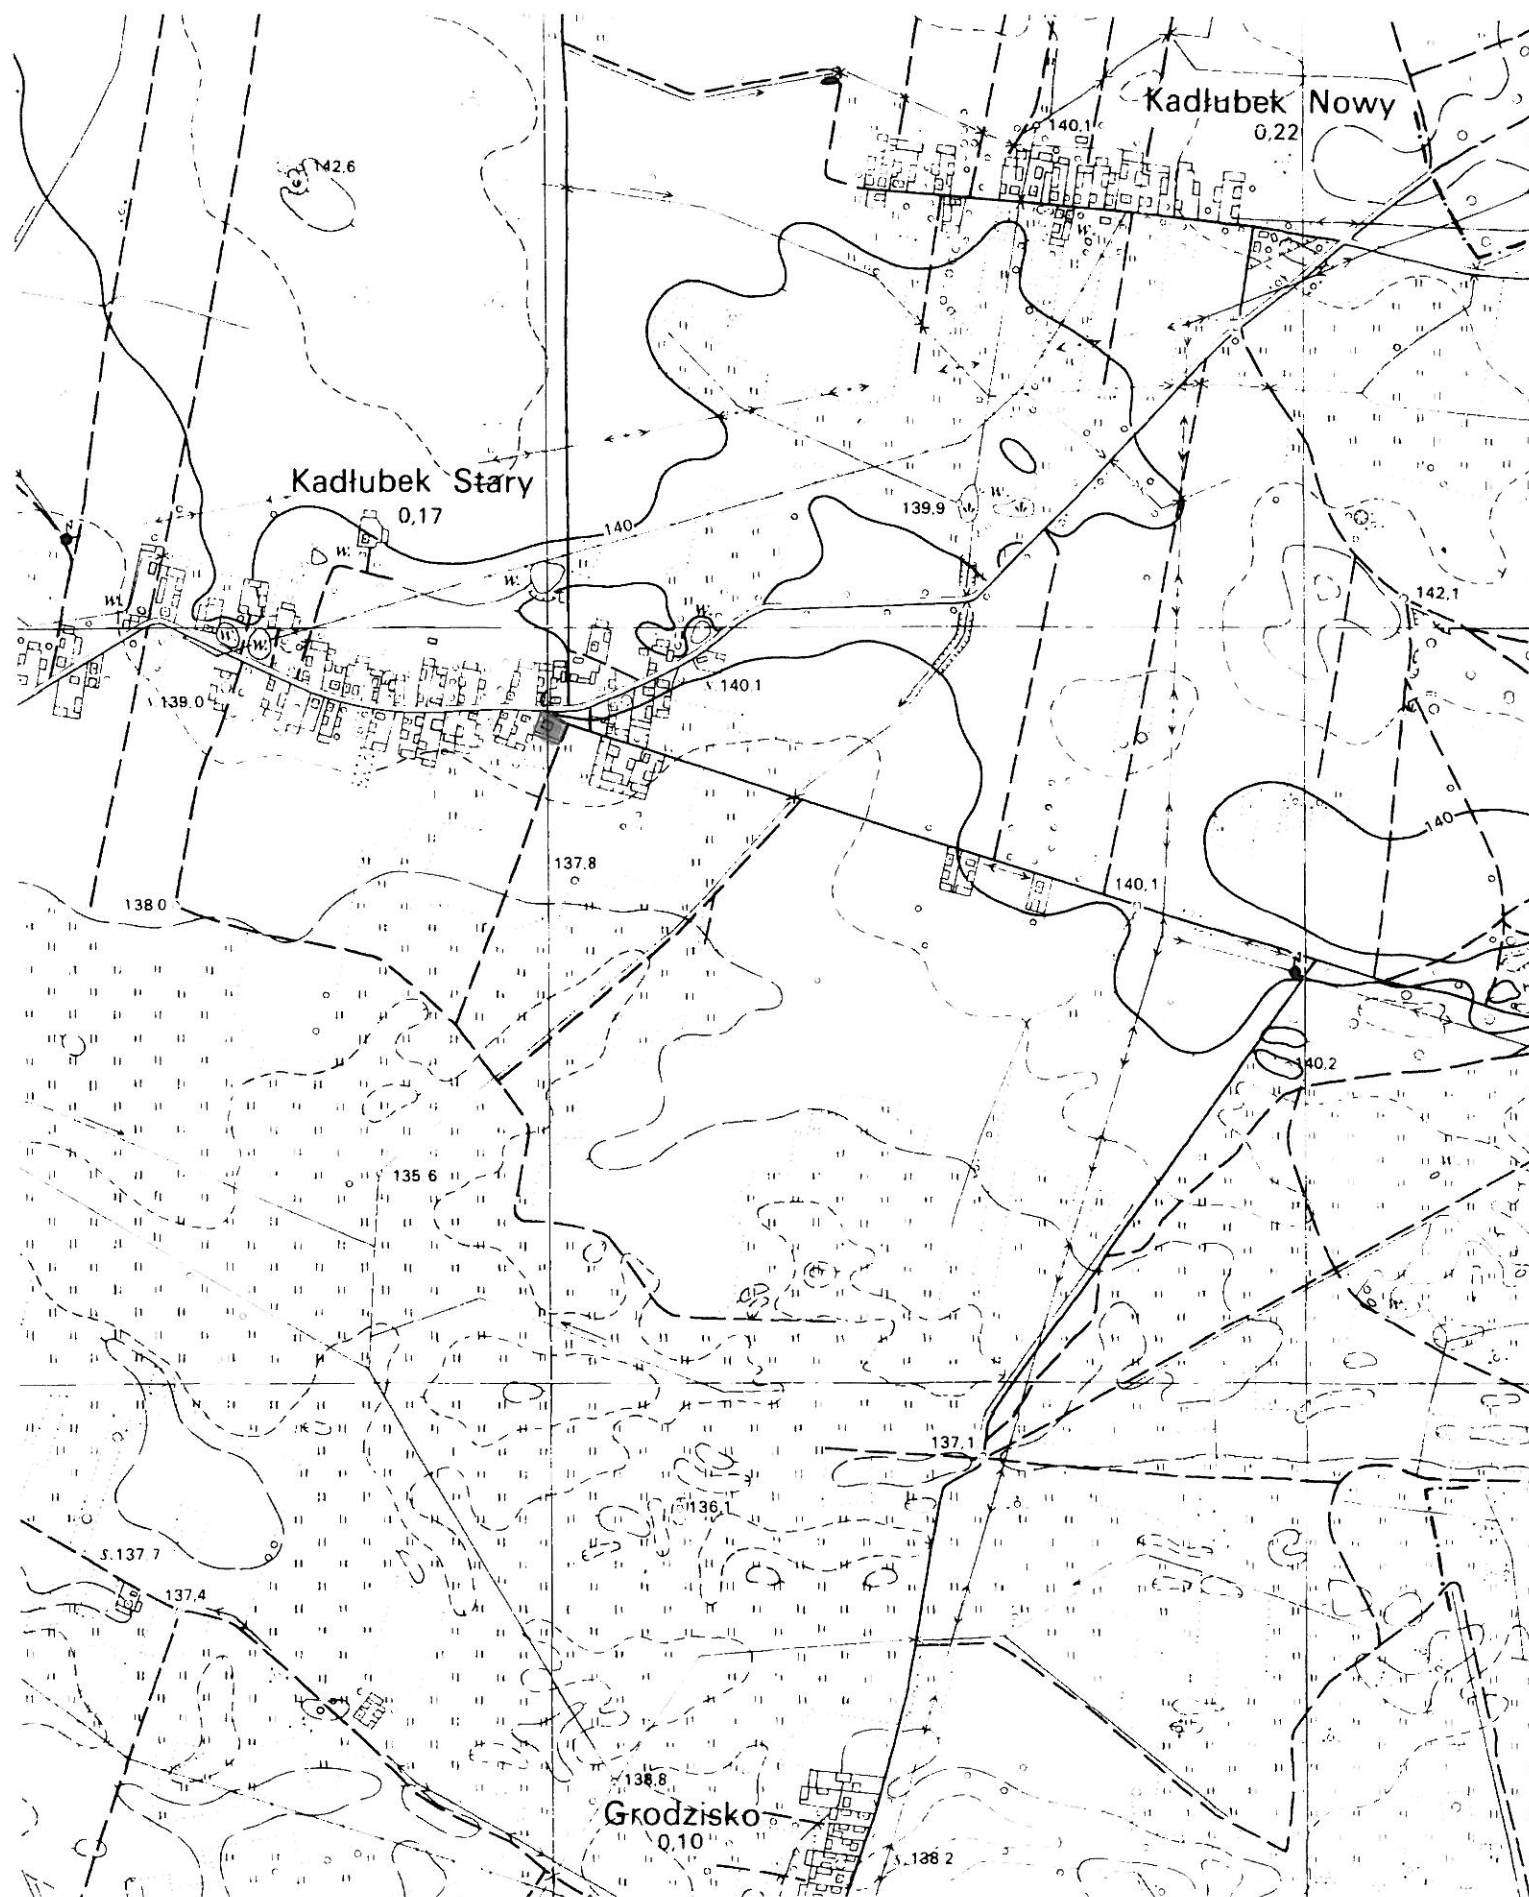 Kadłubek Nowy
0,22
140.1
142.6
Kadłubek Stary
0,17
140
139.9
w.
w.
w.
w.
w.
w.
w.
w.
142,1
s.140,1
s.139.0
137,8
138 0
140,1
140
140,2
135 6
137,1
136,1
s.137 7
137,4
138,8
Grodzisko
0,10
s.138 2